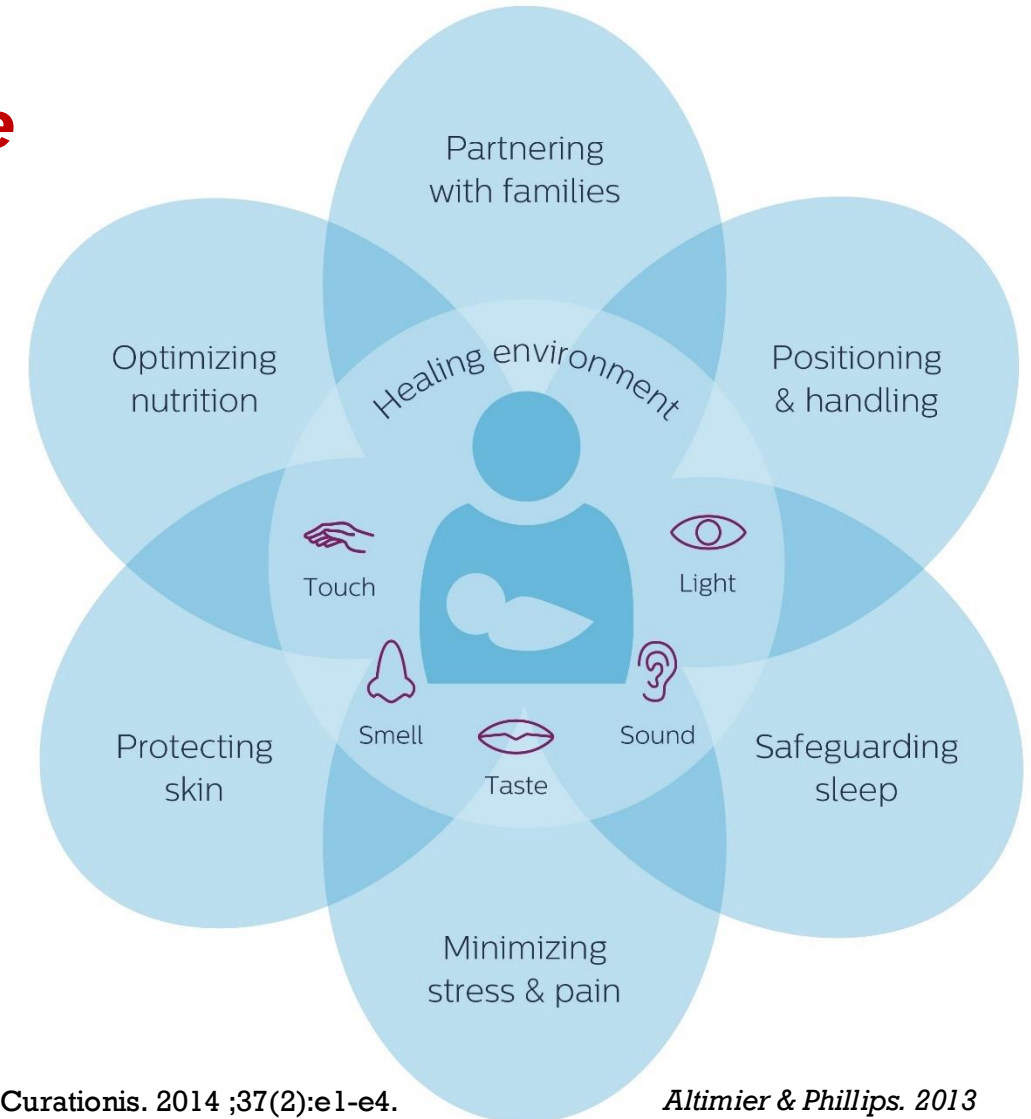 e
Partnering
with families
Optimizing
nutrition
Healing environment
Positioning
& handling
Touch
Light
Smell
Taste
Sound
Protecting
skin
Safeguarding
sleep
Minimizing
stress & pain
Curationis. 2014 ;37(2):e1-e4.
Altimier & Phillips. 2013